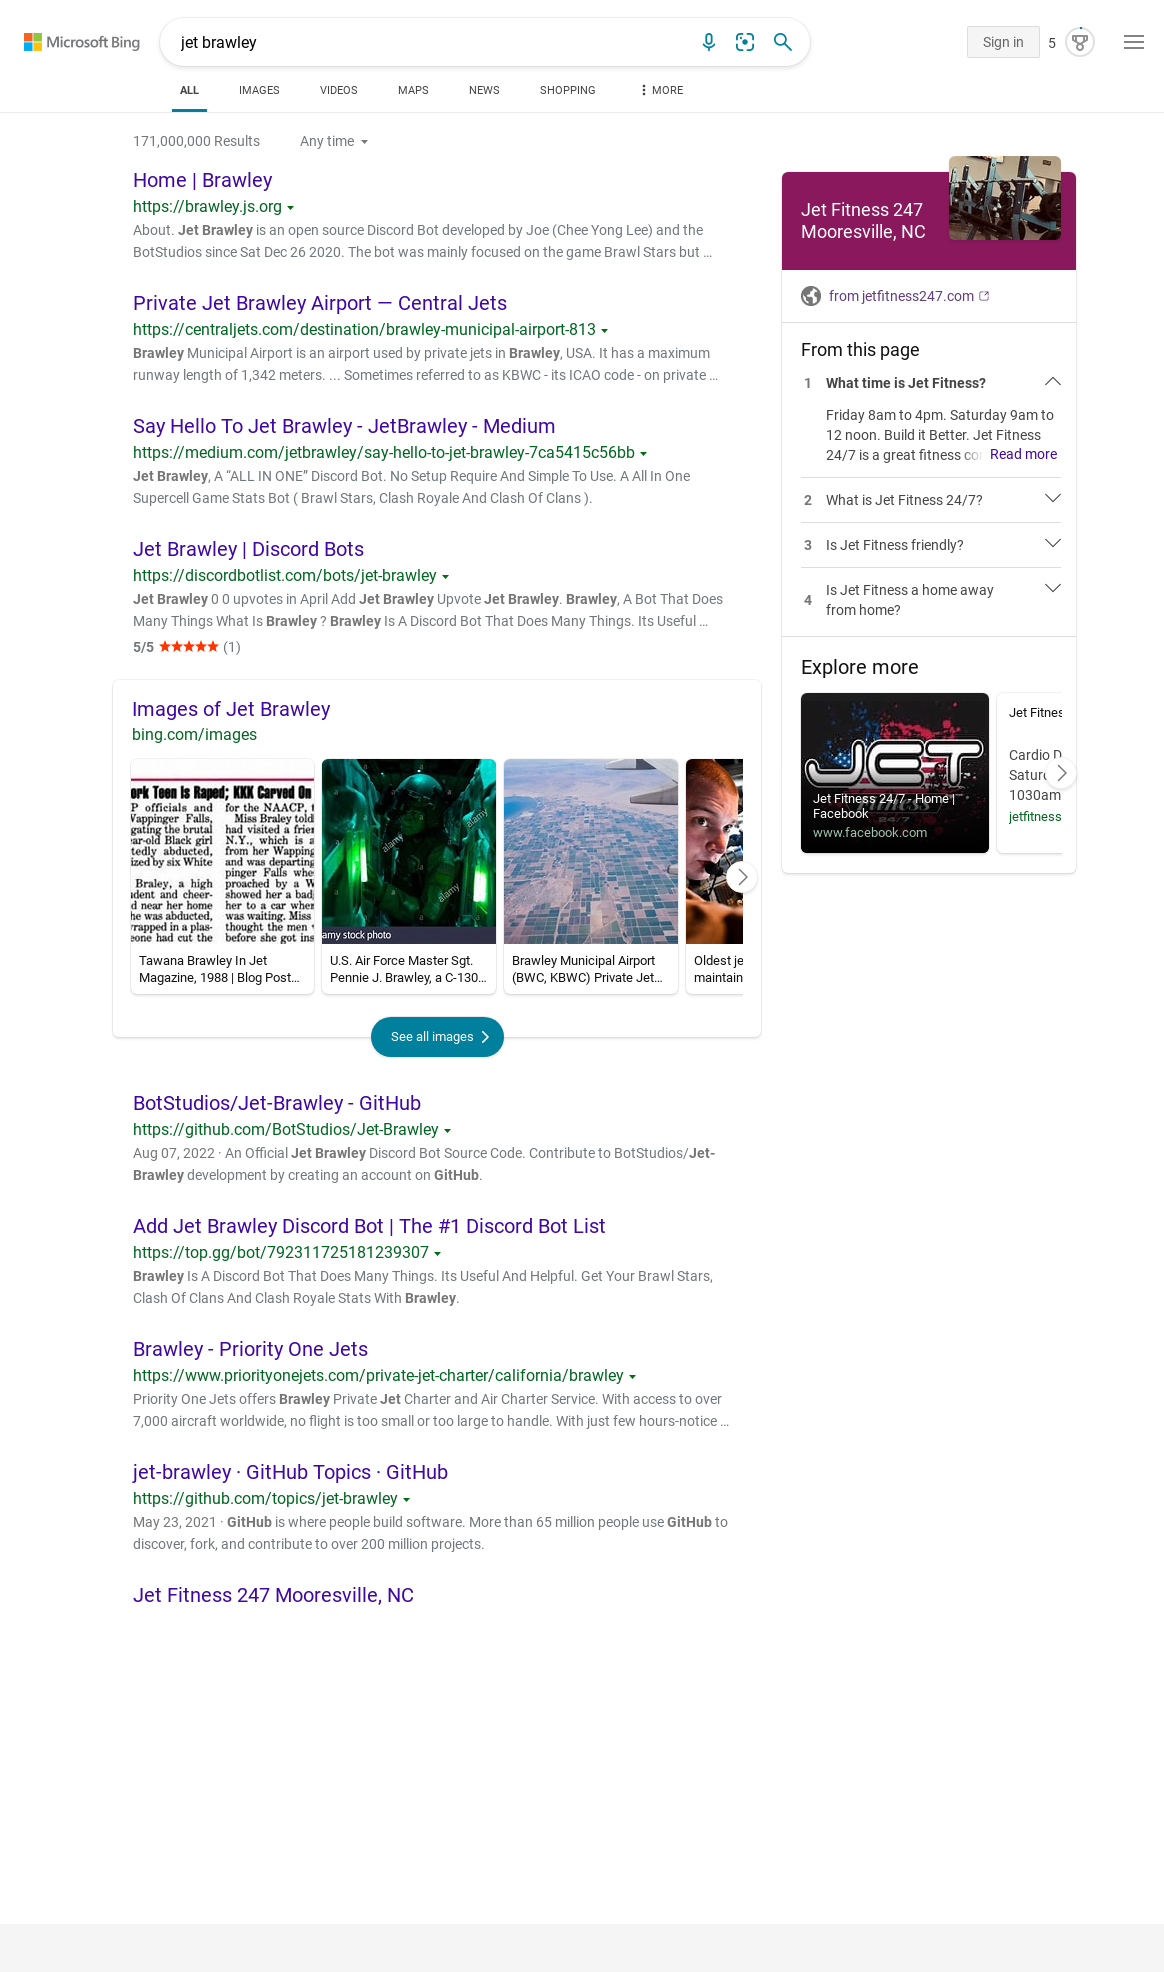 Microsoft Bing
jet brawley
Sign in
5
ALL
IMAGES
VIDEOS
MAPS
NEWS
SHOPPING
MORE
171,000,000 Results
Any time
Home | Brawley
https://brawley.js.org
About. Jet Brawley is an open source Discord Bot developed by Joe (Chee Yong Lee) and the
BotStudios since Sat Dec 26 2020. The bot was mainly focused on the game Brawl Stars but …
Private Jet Brawley Airport — Central Jets
https://centraljets.com/destination/brawley-municipal-airport-813
Brawley Municipal Airport is an airport used by private jets in Brawley, USA. It has a maximum
runway length of 1,342 meters. ... Sometimes referred to as KBWC - its ICAO code - on private …
Say Hello To Jet Brawley - JetBrawley - Medium
https://medium.com/jetbrawley/say-hello-to-jet-brawley-7ca5415c56bb
Jet Brawley, A “ALL IN ONE” Discord Bot. No Setup Require And Simple To Use. A All In One
Supercell Game Stats Bot ( Brawl Stars, Clash Royale And Clash Of Clans ).
Jet Brawley | Discord Bots
https://discordbotlist.com/bots/jet-brawley
Jet Brawley 0 0 upvotes in April Add Jet Brawley Upvote Jet Brawley. Brawley, A Bot That Does
Many Things What Is Brawley ? Brawley Is A Discord Bot That Does Many Things. Its Useful …
5/5 ★★★★★ (1)
Images of Jet Brawley
bing.com/images
ork Teen Is Raped; KKK Carved On
P officials and
Vappinger Falls,
gating the brutal
ear-old Black girl
tedly abducted,
ized by six White
Braley, a high
udent and cheer-
d near her home
he was abducted,
rapped in a plas-
eone had cut the
for the NAACP, t
Miss Braley told
had visited a frien
N.Y., which is a
from her Wapping
and was departing
pinger Falls whe
proached by a W
showed her a bad
her to a car when
was waiting. Miss
thought the men w
before she got ins
Tawana Brawley In Jet
Magazine, 1988 | Blog Post…
alamy
alamy
alamy
amy stock photo
U.S. Air Force Master Sgt.
Pennie J. Brawley, a C-130…
Brawley Municipal Airport
(BWC, KBWC) Private Jet…
Oldest je
maintain
See all images
BotStudios/Jet-Brawley - GitHub
https://github.com/BotStudios/Jet-Brawley
Aug 07, 2022 · An Official Jet Brawley Discord Bot Source Code. Contribute to BotStudios/Jet-
Brawley development by creating an account on GitHub.
Add Jet Brawley Discord Bot | The #1 Discord Bot List
https://top.gg/bot/792311725181239307
Brawley Is A Discord Bot That Does Many Things. Its Useful And Helpful. Get Your Brawl Stars,
Clash Of Clans And Clash Royale Stats With Brawley.
Brawley - Priority One Jets
https://www.priorityonejets.com/private-jet-charter/california/brawley
Priority One Jets offers Brawley Private Jet Charter and Air Charter Service. With access to over
7,000 aircraft worldwide, no flight is too small or too large to handle. With just few hours-notice …
jet-brawley · GitHub Topics · GitHub
https://github.com/topics/jet-brawley
May 23, 2021 · GitHub is where people build software. More than 65 million people use GitHub to
discover, fork, and contribute to over 200 million projects.
Jet Fitness 247 Mooresville, NC
Jet Fitness 247
Mooresville, NC
from jetfitness247.com
From this page
1 What time is Jet Fitness?
Friday 8am to 4pm. Saturday 9am to
12 noon. Build it Better. Jet Fitness
24/7 is a great fitness co Read more
2 What is Jet Fitness 24/7?
3 Is Jet Fitness friendly?
4 Is Jet Fitness a home away
from home?
Explore more
JET
Fitness
24/7
Jet Fitness 24/7 - Home |
Facebook
www.facebook.com
Jet Fitnes
Cardio D
Satur
1030am
jetfitness